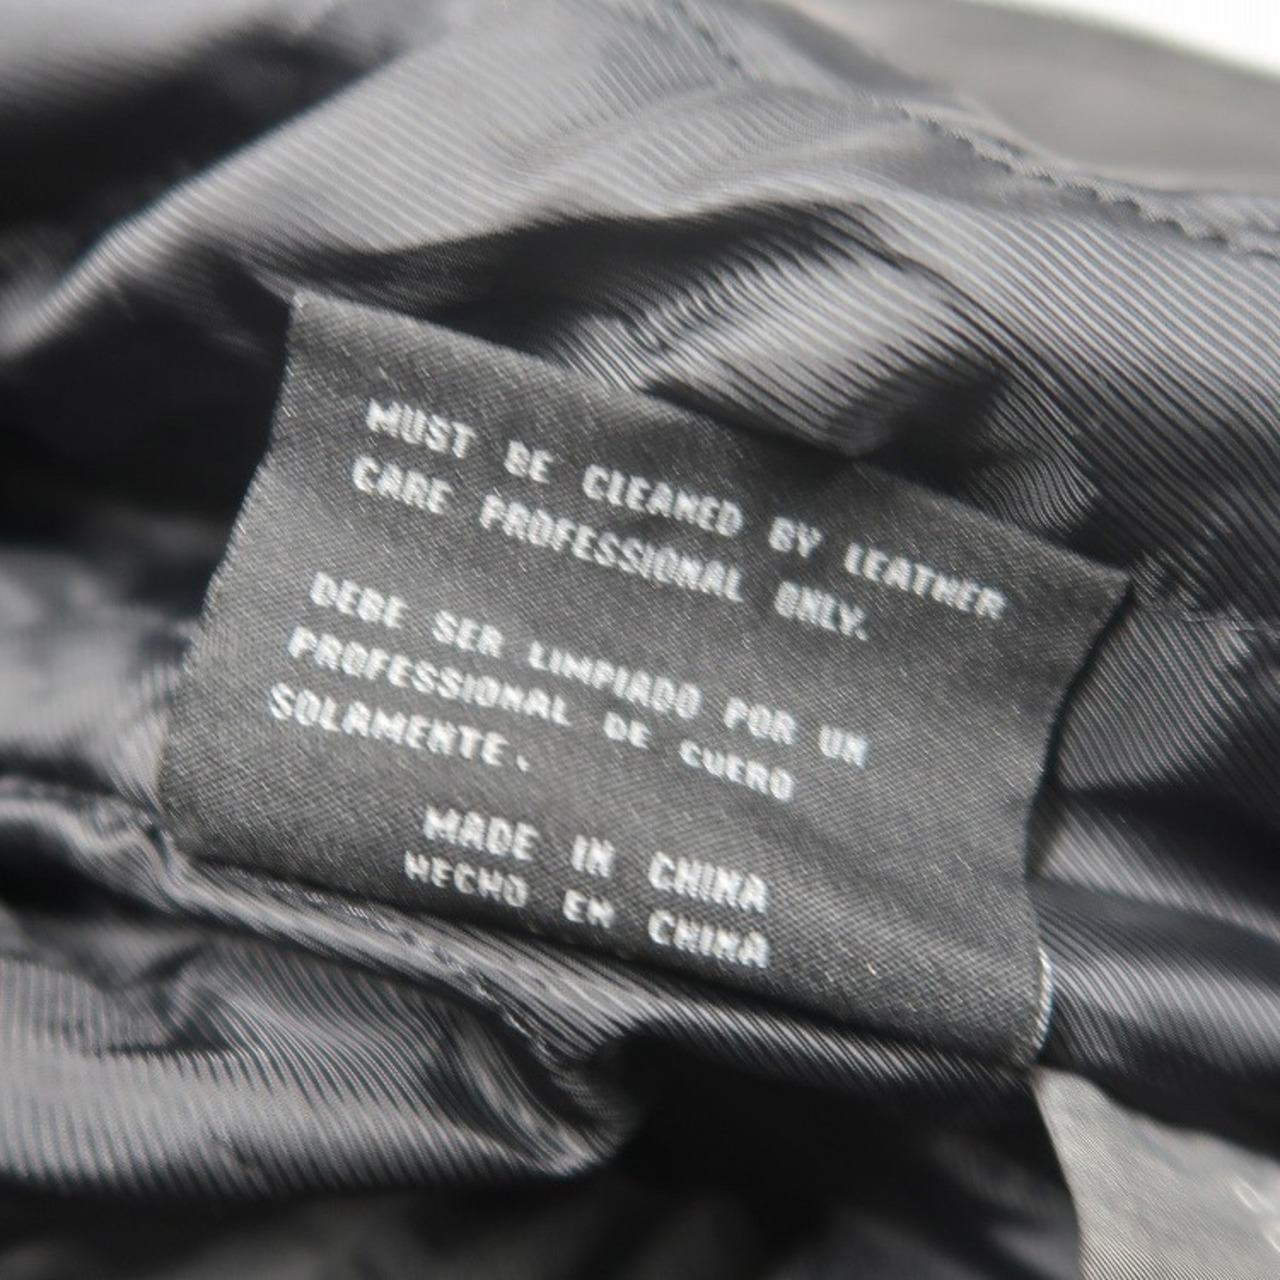 MUST BE CLEANED BY LEATHER
CARE PROFESSIONAL ONLY.
DEBE SER LIMPIADO POR UN
PROFESSIONAL DE CUERO
SOLAMENTE.
MADE IN CHINA
HECHO EN CHINA